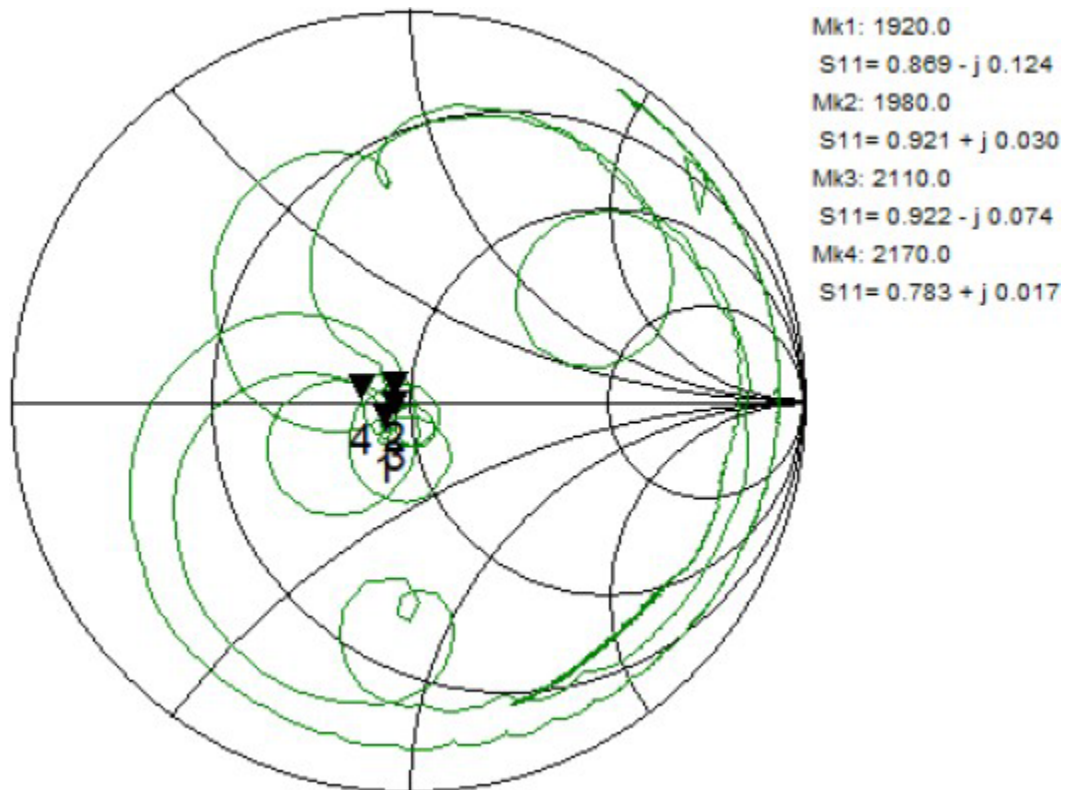 Mk1: 1920.0
S11= 0.869 - j 0.124
Mk2: 1980.0
S11= 0.921 + j 0.030
Mk3: 2110.0
S11= 0.922 - j 0.074
Mk4: 2170.0
S11= 0.783 + j 0.017
4
2
3
1